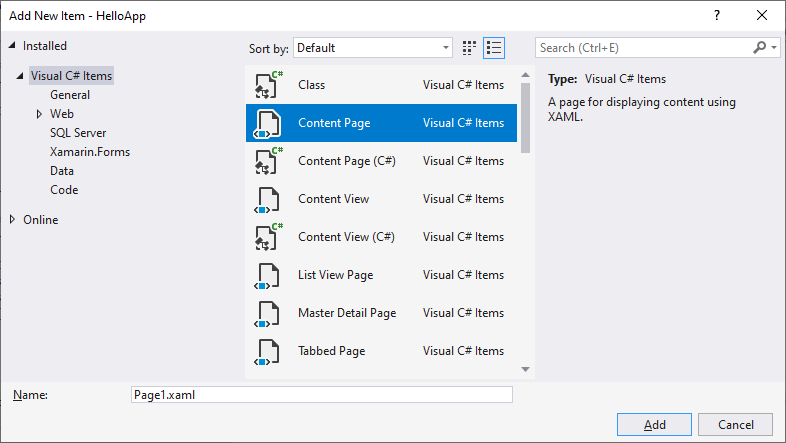 Add New Item - HelloApp
? 
Installed
Sort by: Default
Search (Ctrl+E)
Visual C# Items
General
Web
SQL Server
Xamarin.Forms
Data
Code
Online
C# Class Visual C# Items
Content Page Visual C# Items
C# Content Page (C#) Visual C# Items
Content View Visual C# Items
C# Content View (C#) Visual C# Items
List View Page Visual C# Items
Master Detail Page Visual C# Items
Tabbed Page Visual C# Items
Type: Visual C# Items
A page for displaying content using
XAML.
Name: Page1.xaml
Add Cancel